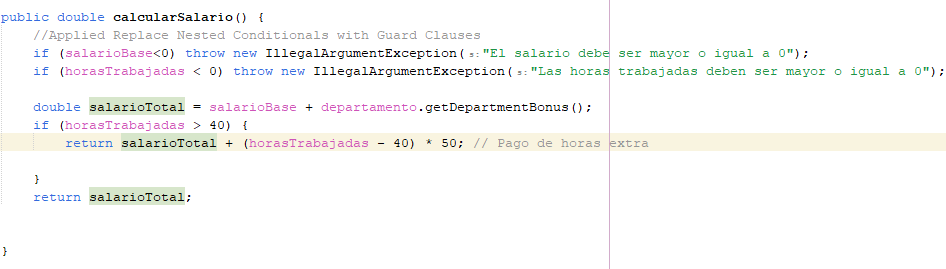 public double calcularSalario() {
//Applied Replace Nested Conditionals with Guard Clauses
if (salarioBase<0) throw new IllegalArgumentException( s: "El salario debe ser mayor o igual a 0");
if (horasTrabajadas < 0) throw new IllegalArgumentException( s: "Las horas trabajadas deben ser mayor o igual a 0");
double salarioTotal = salarioBase + departamento.getDepartmentBonus();
if (horasTrabajadas > 40) {
return salarioTotal + (horasTrabajadas - 40) * 50; // Pago de horas extra
}
return salarioTotal;
}